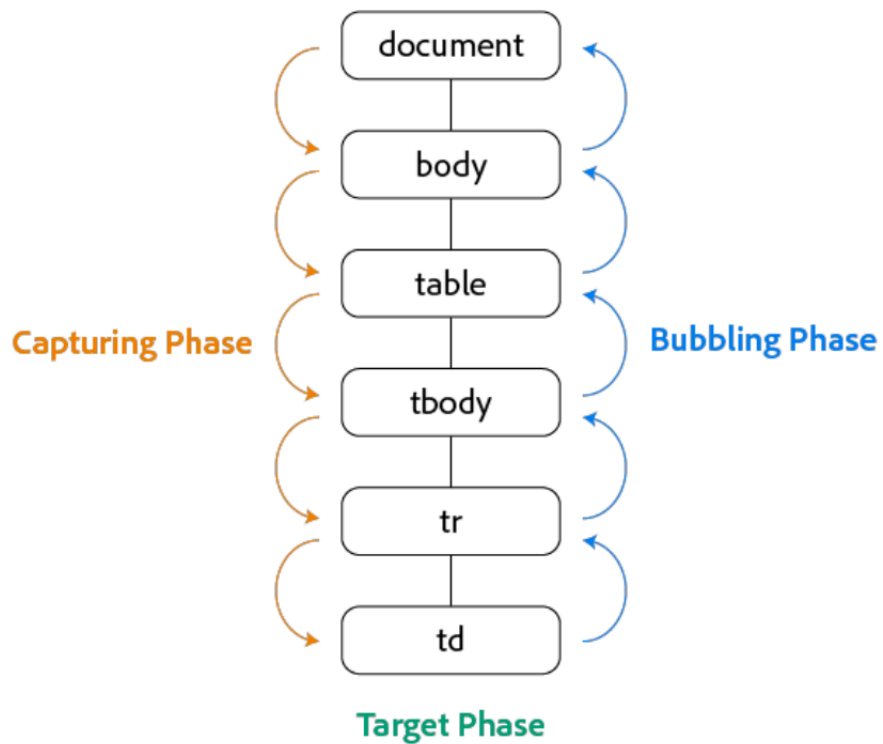 document
body
table
Capturing Phase
Bubbling Phase
tbody
tr
td
Target Phase